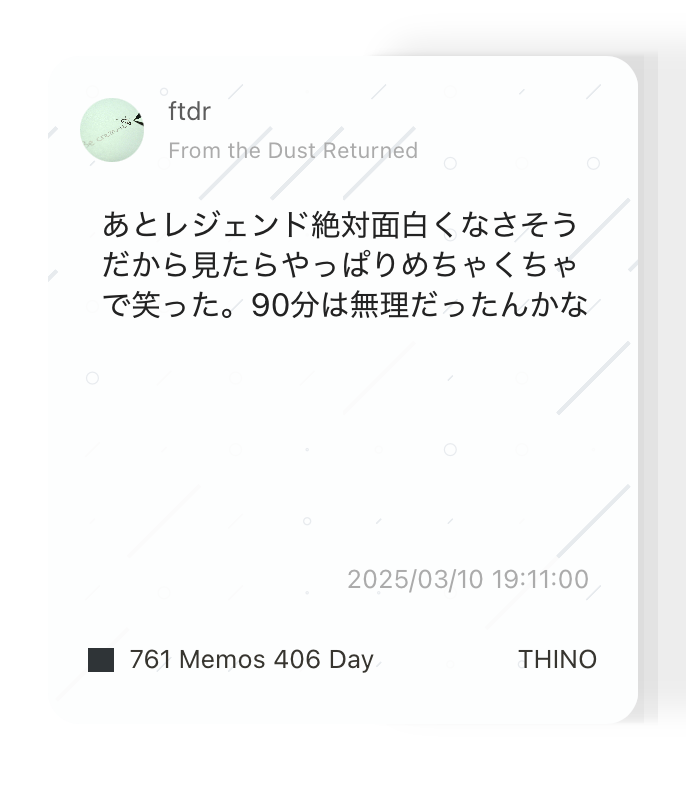 ftdr
From the Dust Returned
あとレジェンド絶対面白くなさそう
だから見たらやっぱりめちゃくちゃ
で笑った。90分は無理だったんかな
2025/03/10 19:11:00
761 Memos 406 Day
THINO